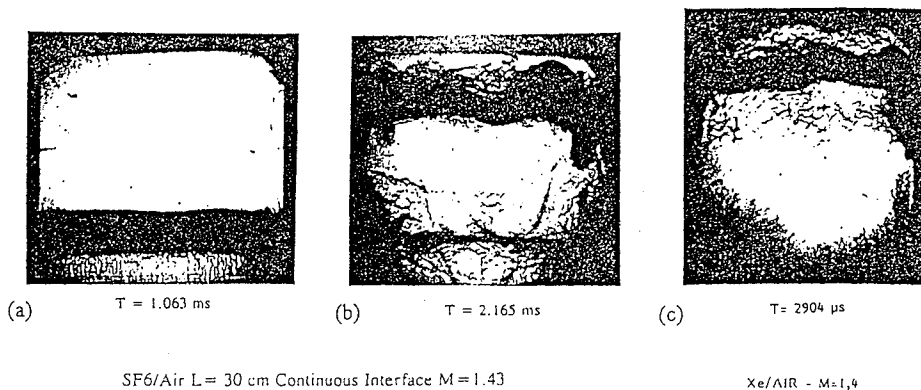 (a) T = 1.063 ms
(b) T = 2.165 ms
(c) T= 2904 µs
SF6/Air L= 30 cm Continuous Interface M=1.43
Xe/AIR - M=1,4